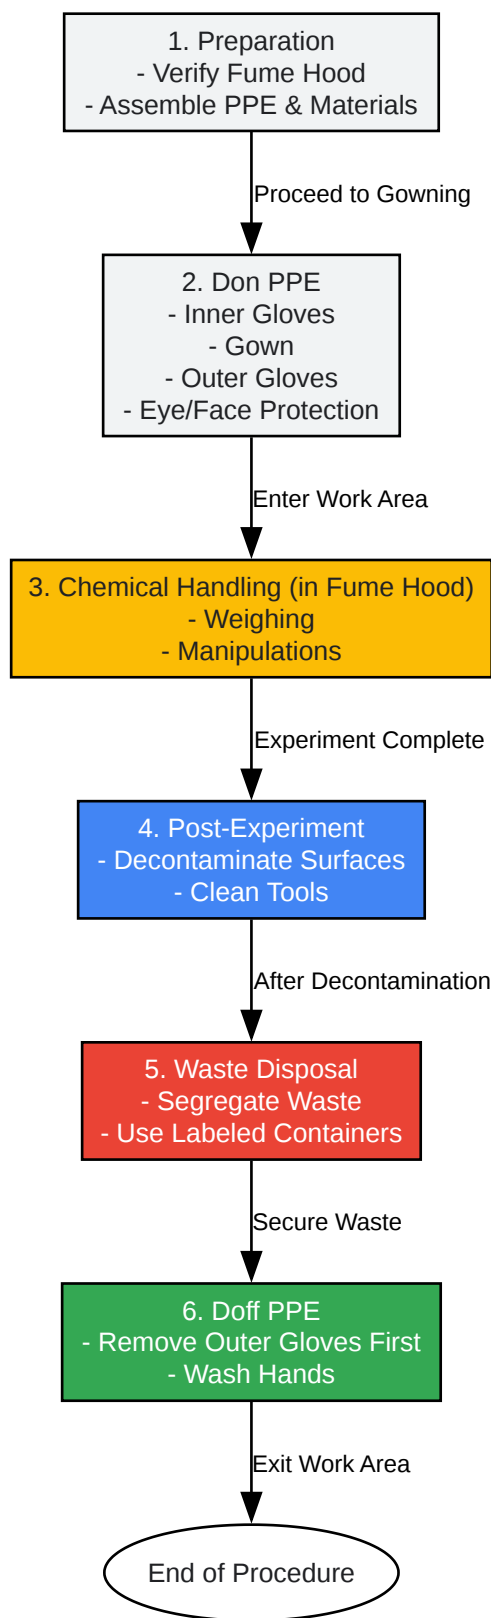 1. Preparation
- Verify Fume Hood
- Assemble PPE & Materials
Proceed to Gowning
2. Don PPE
- Inner Gloves
- Gown
- Outer Gloves
- Eye/Face Protection
Enter Work Area
3. Chemical Handling (in Fume Hood)
- Weighing
- Manipulations
Experiment Complete
4. Post-Experiment
- Decontaminate Surfaces
- Clean Tools
After Decontamination
5. Waste Disposal
- Segregate Waste
- Use Labeled Containers
Secure Waste
6. Doff PPE
- Remove Outer Gloves First
- Wash Hands
Exit Work Area
End of Procedure